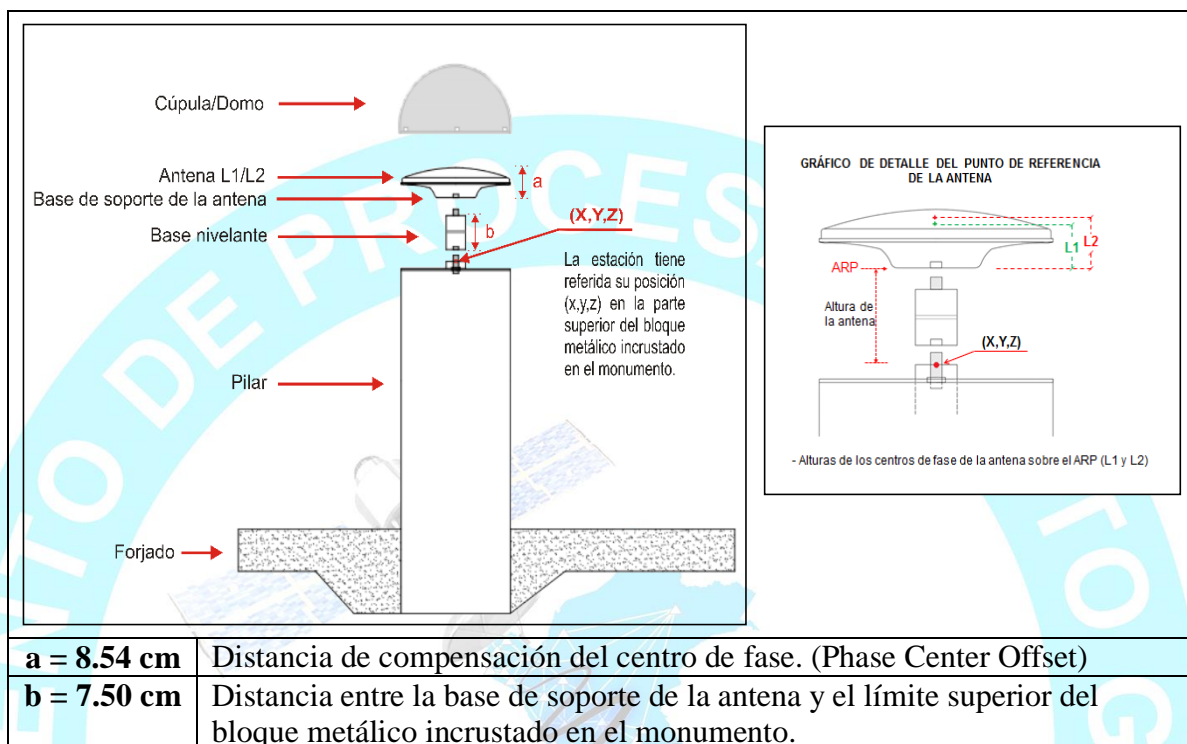 Cúpula/Domo
Antena L1/L2
Base de soporte de la antena
Base nivelante
Pilar
Forjado
a
b
(X,Y,Z)
La estación tiene
referida su posición
(x,y,z) en la parte
superior del bloque
metálico incrustado
en el monumento.
GRÁFICO DE DETALLE DEL PUNTO DE REFERENCIA
DE LA ANTENA
L1
L2
ARP
Altura de
la antena
(X,Y,Z)
- Alturas de los centros de fase de la antena sobre el ARP (L1 y L2)
a = 8.54 cm Distancia de compensación del centro de fase. (Phase Center Offset)
b = 7.50 cm Distancia entre la base de soporte de la antena y el límite superior del
bloque metálico incrustado en el monumento.